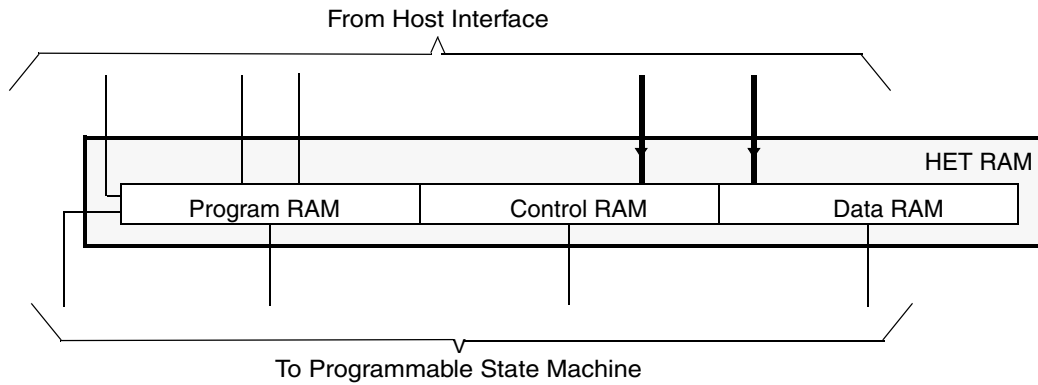 From Host Interface
HET RAM
Program RAM
Control RAM
Data RAM
To Programmable State Machine